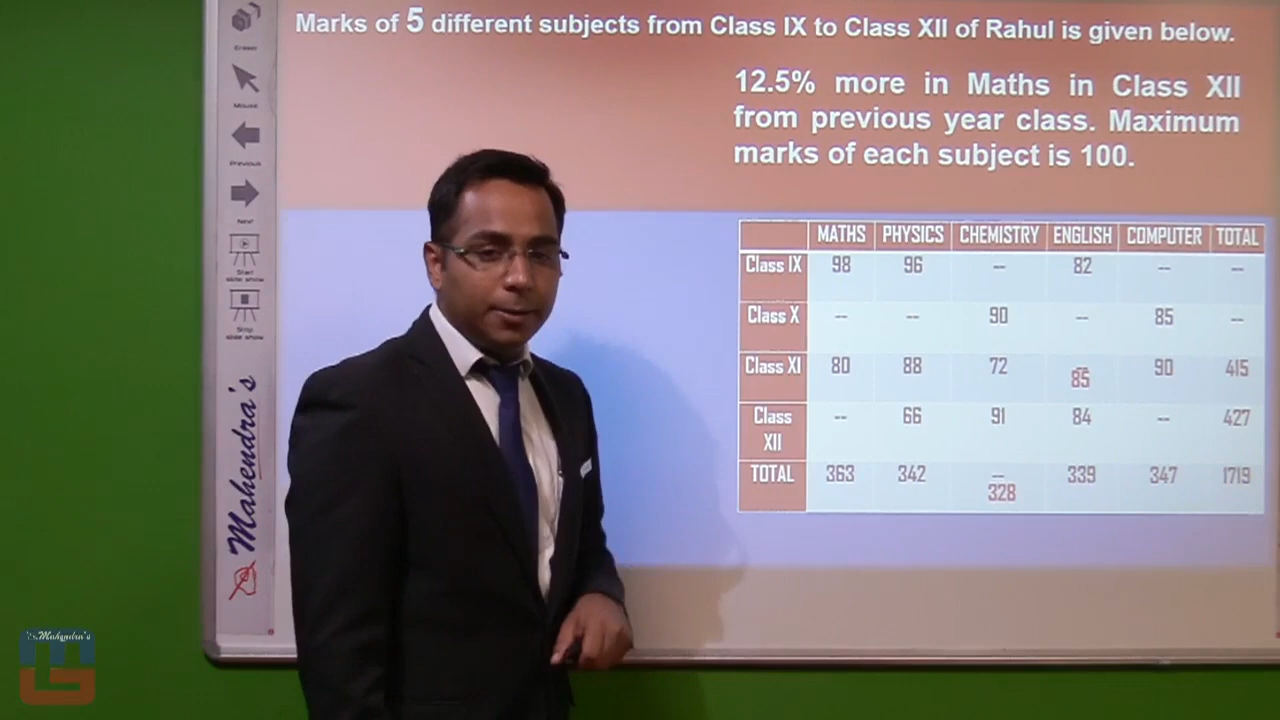 Eraser
Mouse
Previous
Next
Start
slide show
Stop
slide show
Mahendra's
Marks of 5 different subjects from Class IX to Class XII of Rahul is given below.
12.5% more in Maths in Class XII
from previous year class. Maximum
marks of each subject is 100.
MATHS PHYSICS CHEMISTRY ENGLISH COMPUTER TOTAL
Class IX 98 96 -- 82 -- --
Class X -- -- 90 -- 85 --
Class XI 80 88 72 -- 90 415
85
Class XII -- 66 91 84 -- 427
TOTAL 363 342 -- 339 347 1719
328
Mahendra's